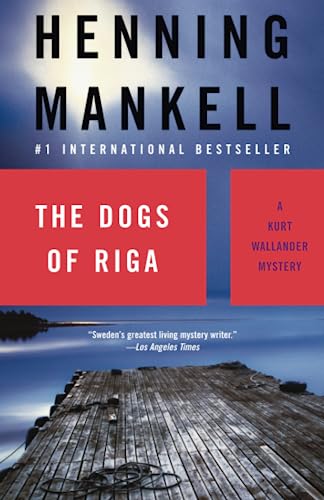 HENNING
MANKELL
#1 INTERNATIONAL BESTSELLER
THE DOGS
OF RIGA
A
KURT
WALLANDER
MYSTERY
“Sweden's greatest living mystery writer.”
—Los Angeles Times